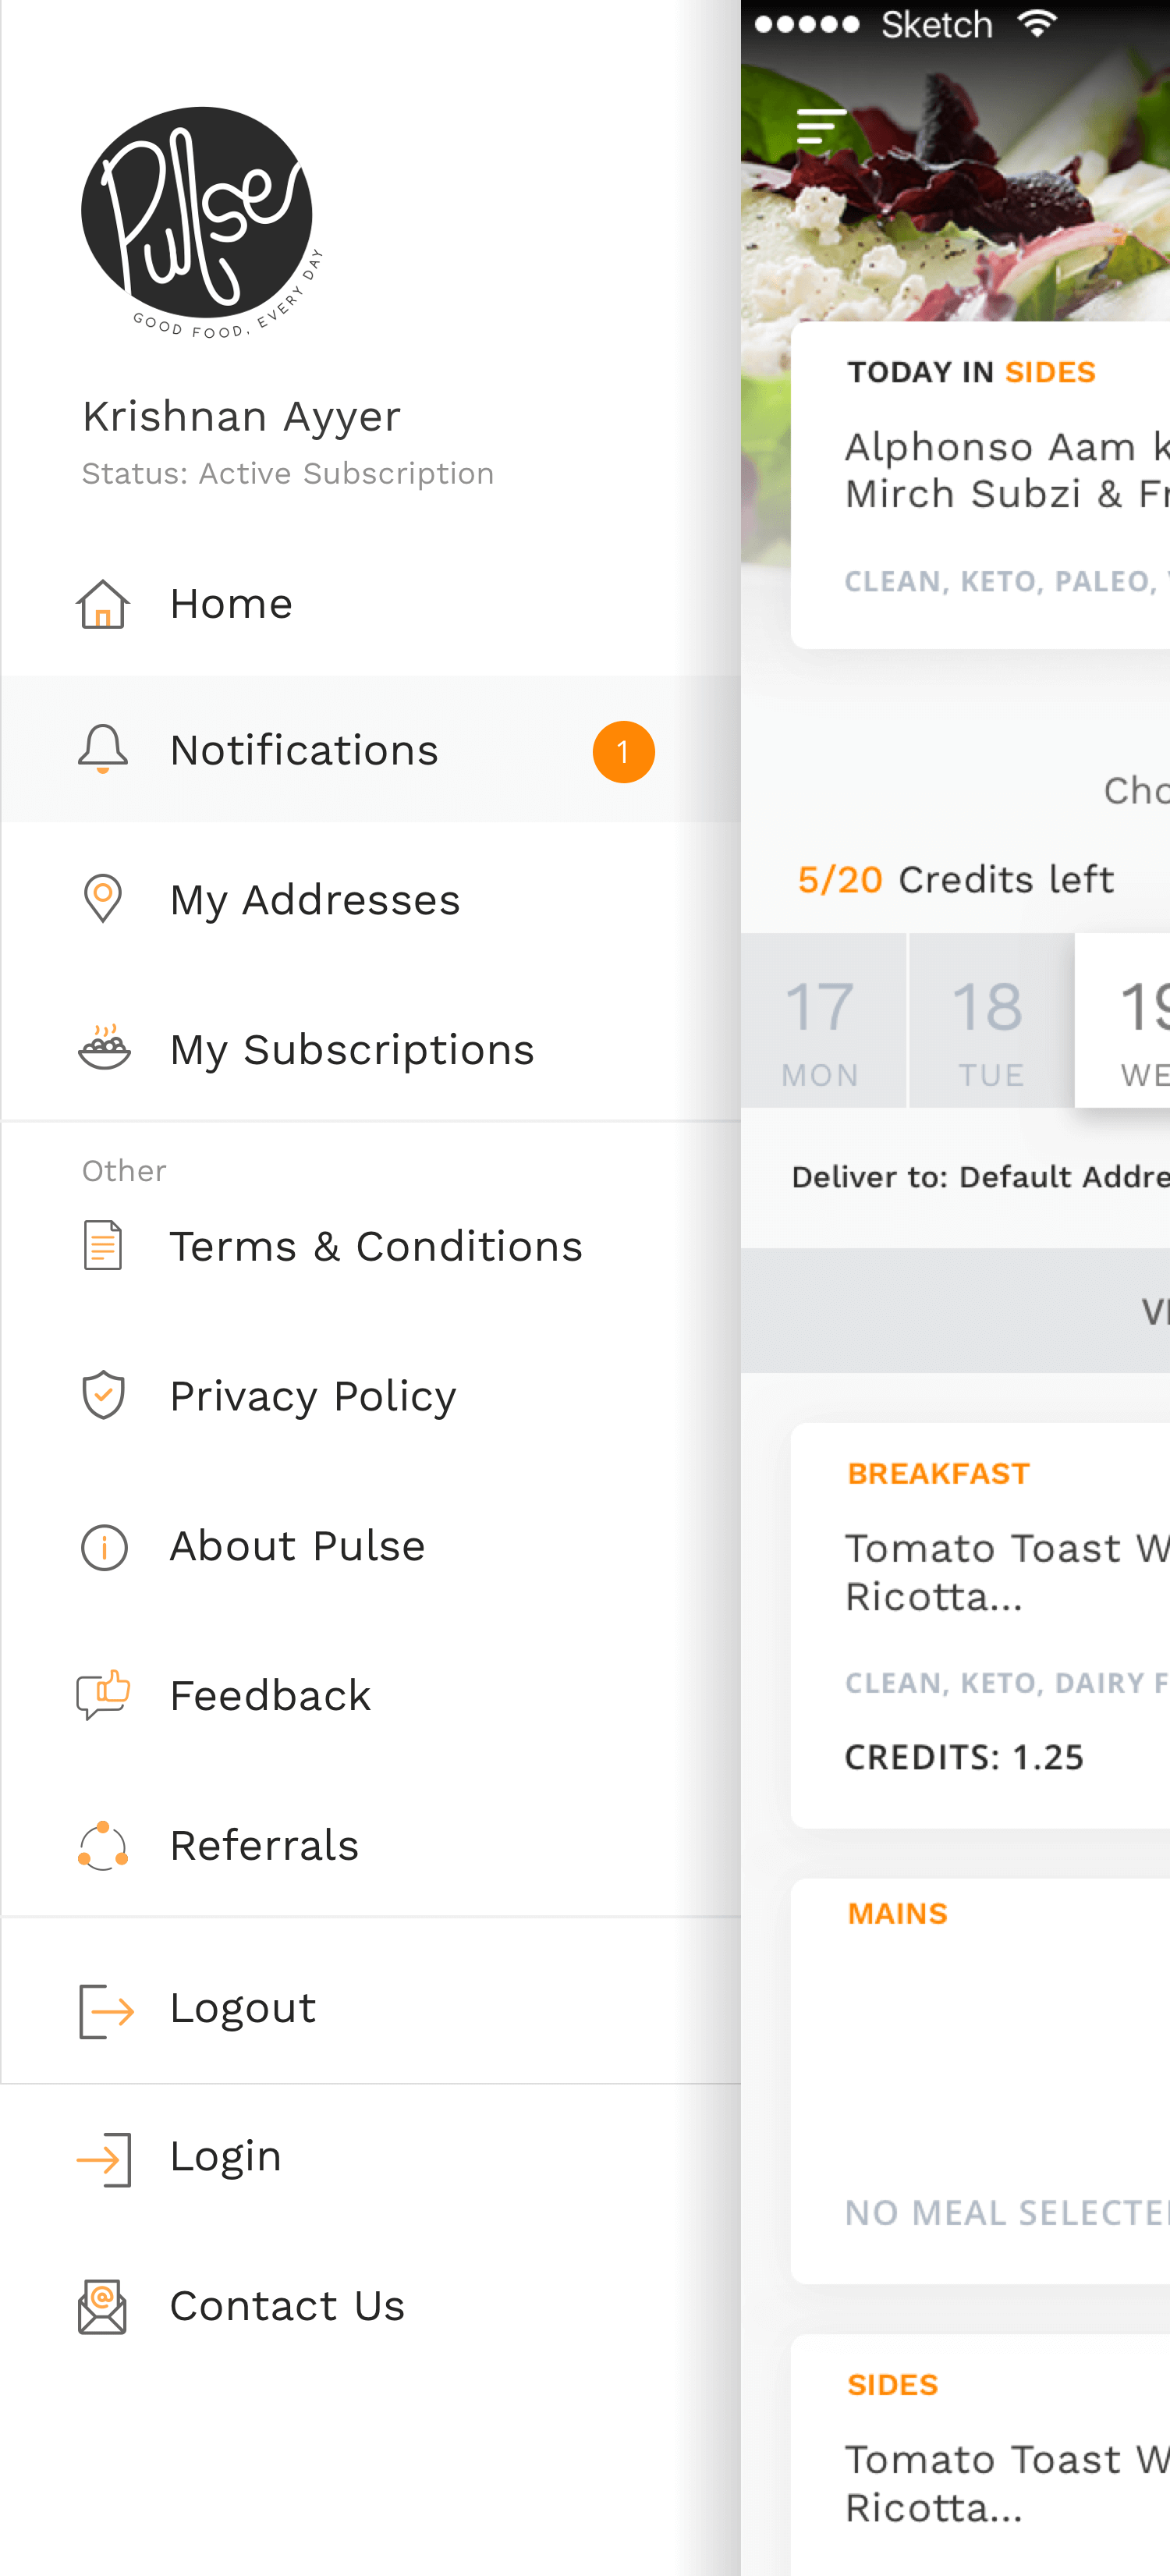 Pulse
GOOD FOOD, EVERY DAY
Krishnan Ayyer
Status: Active Subscription
Home
Notifications 1
My Addresses
My Subscriptions
Other
Terms & Conditions
Privacy Policy
About Pulse
Feedback
Referrals
Logout
Login
Contact Us
Sketch
TODAY IN SIDES
Alphonso Aam k
Mirch Subzi & Fr
CLEAN, KETO, PALEO,
Cho
5/20 Credits left
17 18 19
MON TUE WE
Deliver to: Default Addre
BREAKFAST
Tomato Toast W
Ricotta...
CLEAN, KETO, DAIRY F
CREDITS: 1.25
MAINS
NO MEAL SELECTE
SIDES
Tomato Toast W
Ricotta...